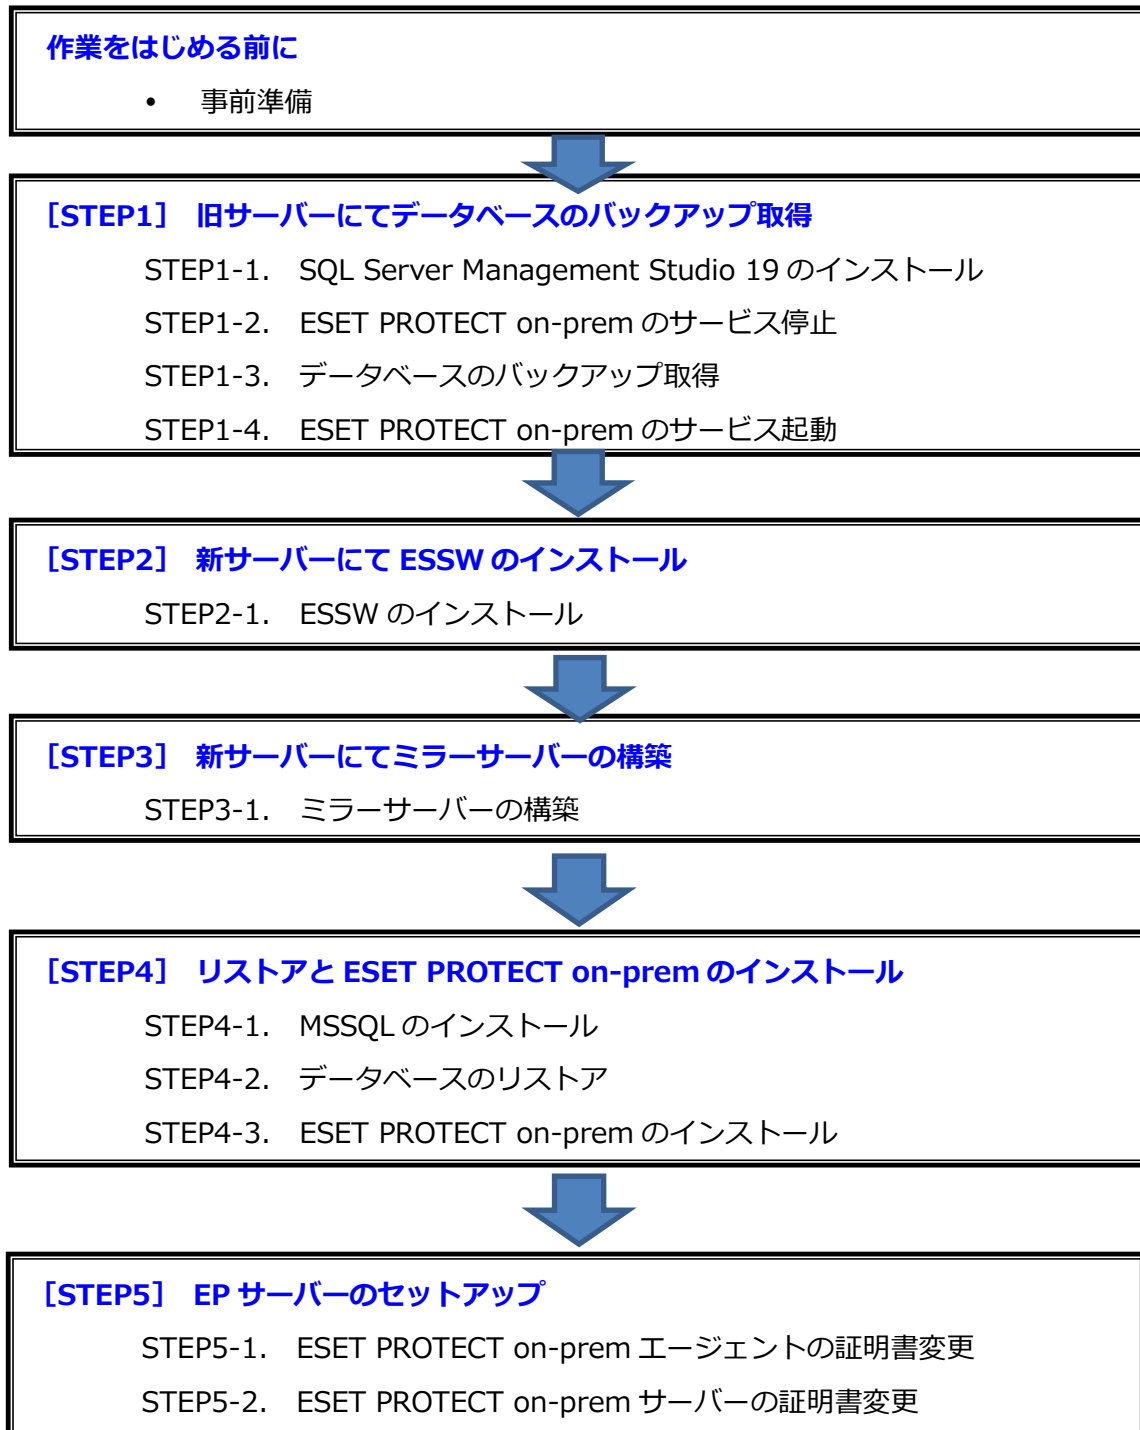 作業をはじめる前に
• 事前準備
［STEP1］ 旧サーバーにてデータベースのバックアップ取得
STEP1-1. SQL Server Management Studio 19 のインストール
STEP1-2. ESET PROTECT on-prem のサービス停止
STEP1-3. データベースのバックアップ取得
STEP1-4. ESET PROTECT on-prem のサービス起動
［STEP2］ 新サーバーにて ESSW のインストール
STEP2-1. ESSW のインストール
［STEP3］ 新サーバーにてミラーサーバーの構築
STEP3-1. ミラーサーバーの構築
［STEP4］ リストアと ESET PROTECT on-prem のインストール
STEP4-1. MSSQL のインストール
STEP4-2. データベースのリストア
STEP4-3. ESET PROTECT on-prem のインストール
［STEP5］ EP サーバーのセットアップ
STEP5-1. ESET PROTECT on-prem エージェントの証明書変更
STEP5-2. ESET PROTECT on-prem サーバーの証明書変更